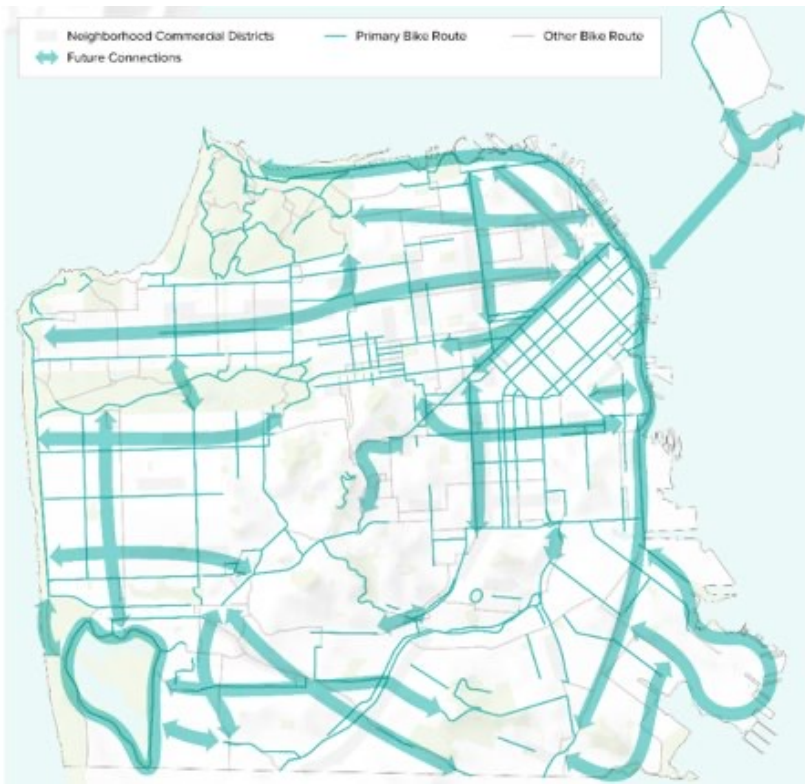 Neighborhood Commercial Districts Primary Bike Route Other Bike Route
Future Connections